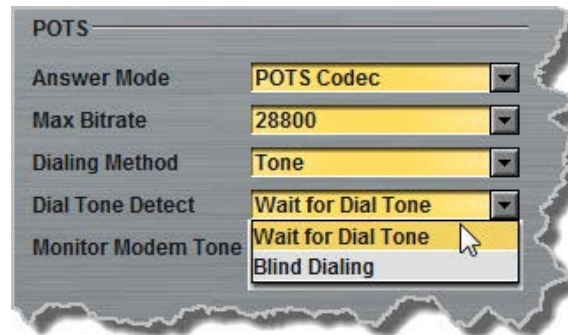 POTS
Answer Mode POTS Codec
Max Bitrate 28800
Dialing Method Tone
Dial Tone Detect Wait for Dial Tone
Monitor Modem Tone Wait for Dial Tone
Blind Dialing